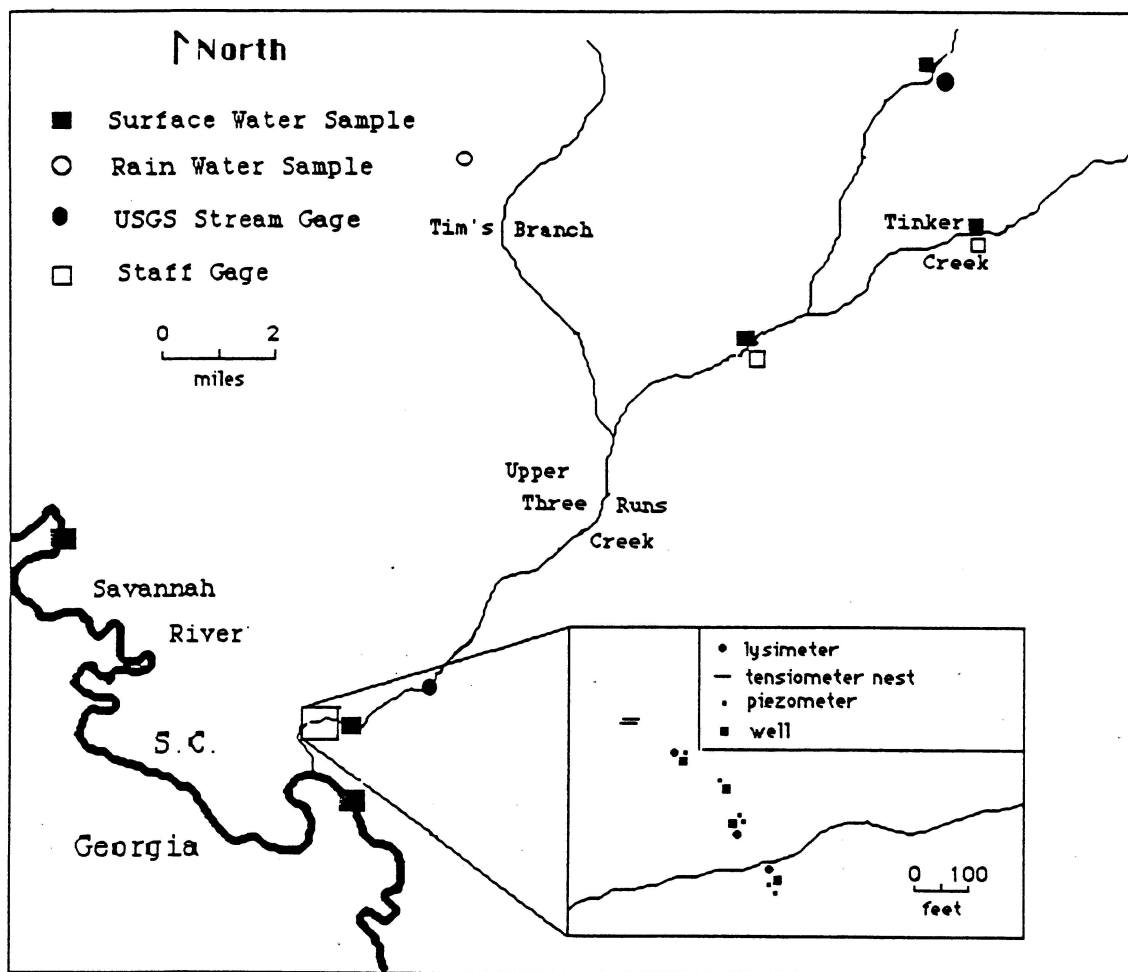 North
Surface Water Sample
Rain Water Sample
USGS Stream Gage
Staff Gage
0 2
miles
Tim's Branch
Tinker
Creek
Upper
Three Runs
Creek
Savannah
River
S.C.
Georgia
lysimeter
tensiometer nest
piezometer
well
0 100
feet